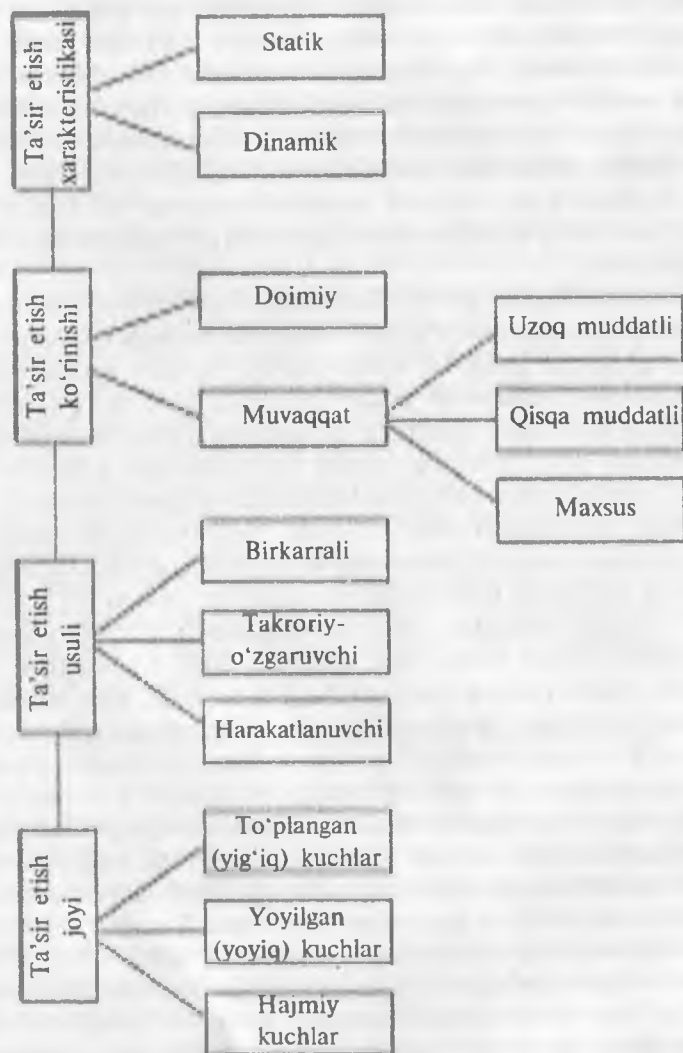 Ta'sir etish
xarakteristikasi
Statik
Dinamik
Ta'sir etish
ko‘rinishi
Doimiy
Muvaqqat
Uzoq muddatli
Qisqa muddatli
Maxsus
Ta'sir etish
usuli
Birkarrali
Takroriy-
o‘zgaruvchi
Harakatlanuvchi
Ta'sir etish
joyi
To‘plangan
(yig‘iq) kuchlar
Yoyilgan
(yoyiq) kuchlar
Hajmiy
kuchlar